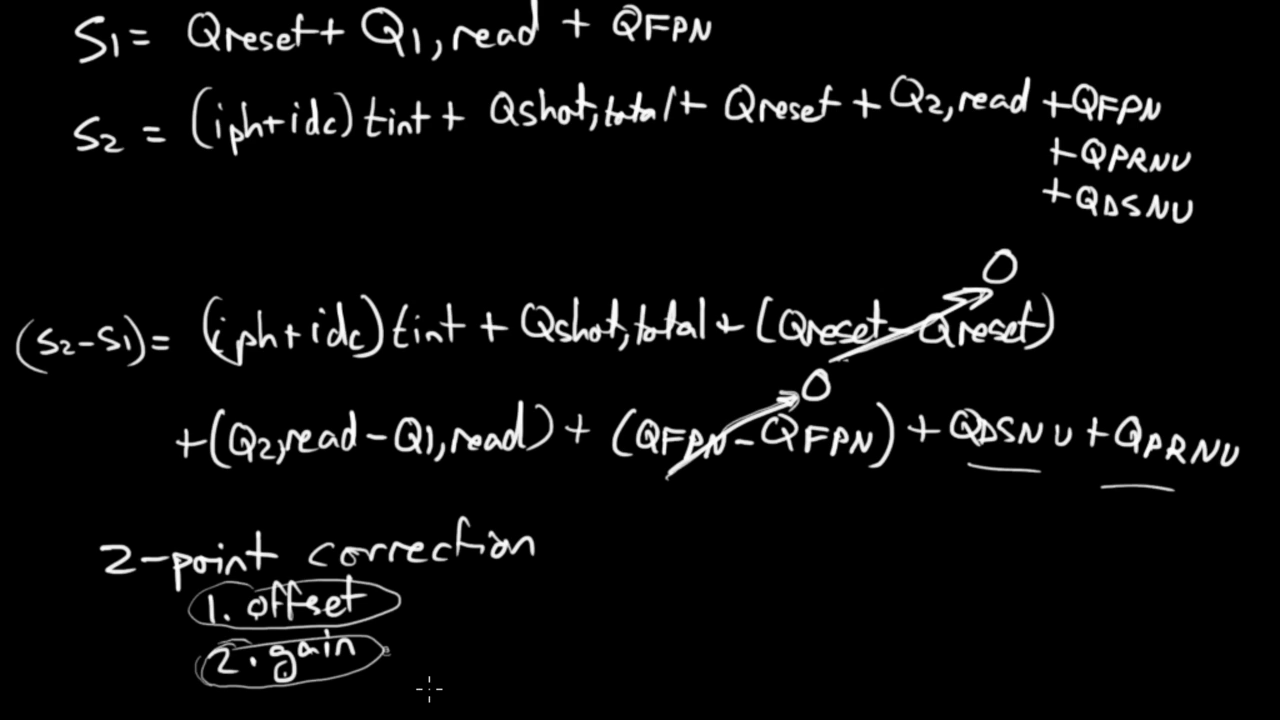 S1 = Qreset + Q1,read + QFPN
S2 = (iph+idc) tint + Qshot,total + Qreset + Q2,read + QFPN
+ QPRNU
+ QDSNU
0
(S2-S1) = (iph+idc) tint + Qshot,total + (Qreset - Qreset)
0
+ (Q2,read - Q1,read) + (QFPN - QFPN) + QDSNU + QPRNU
2-point correction
1. offset
2. gain